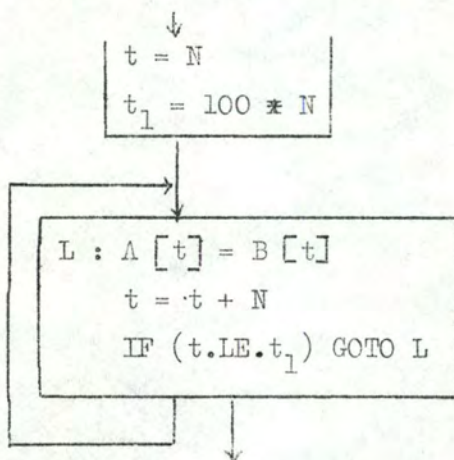 t = N
t₁ = 100 * N
L : A [t] = B [t]
t = t + N
IF (t.LE.t₁) GOTO L